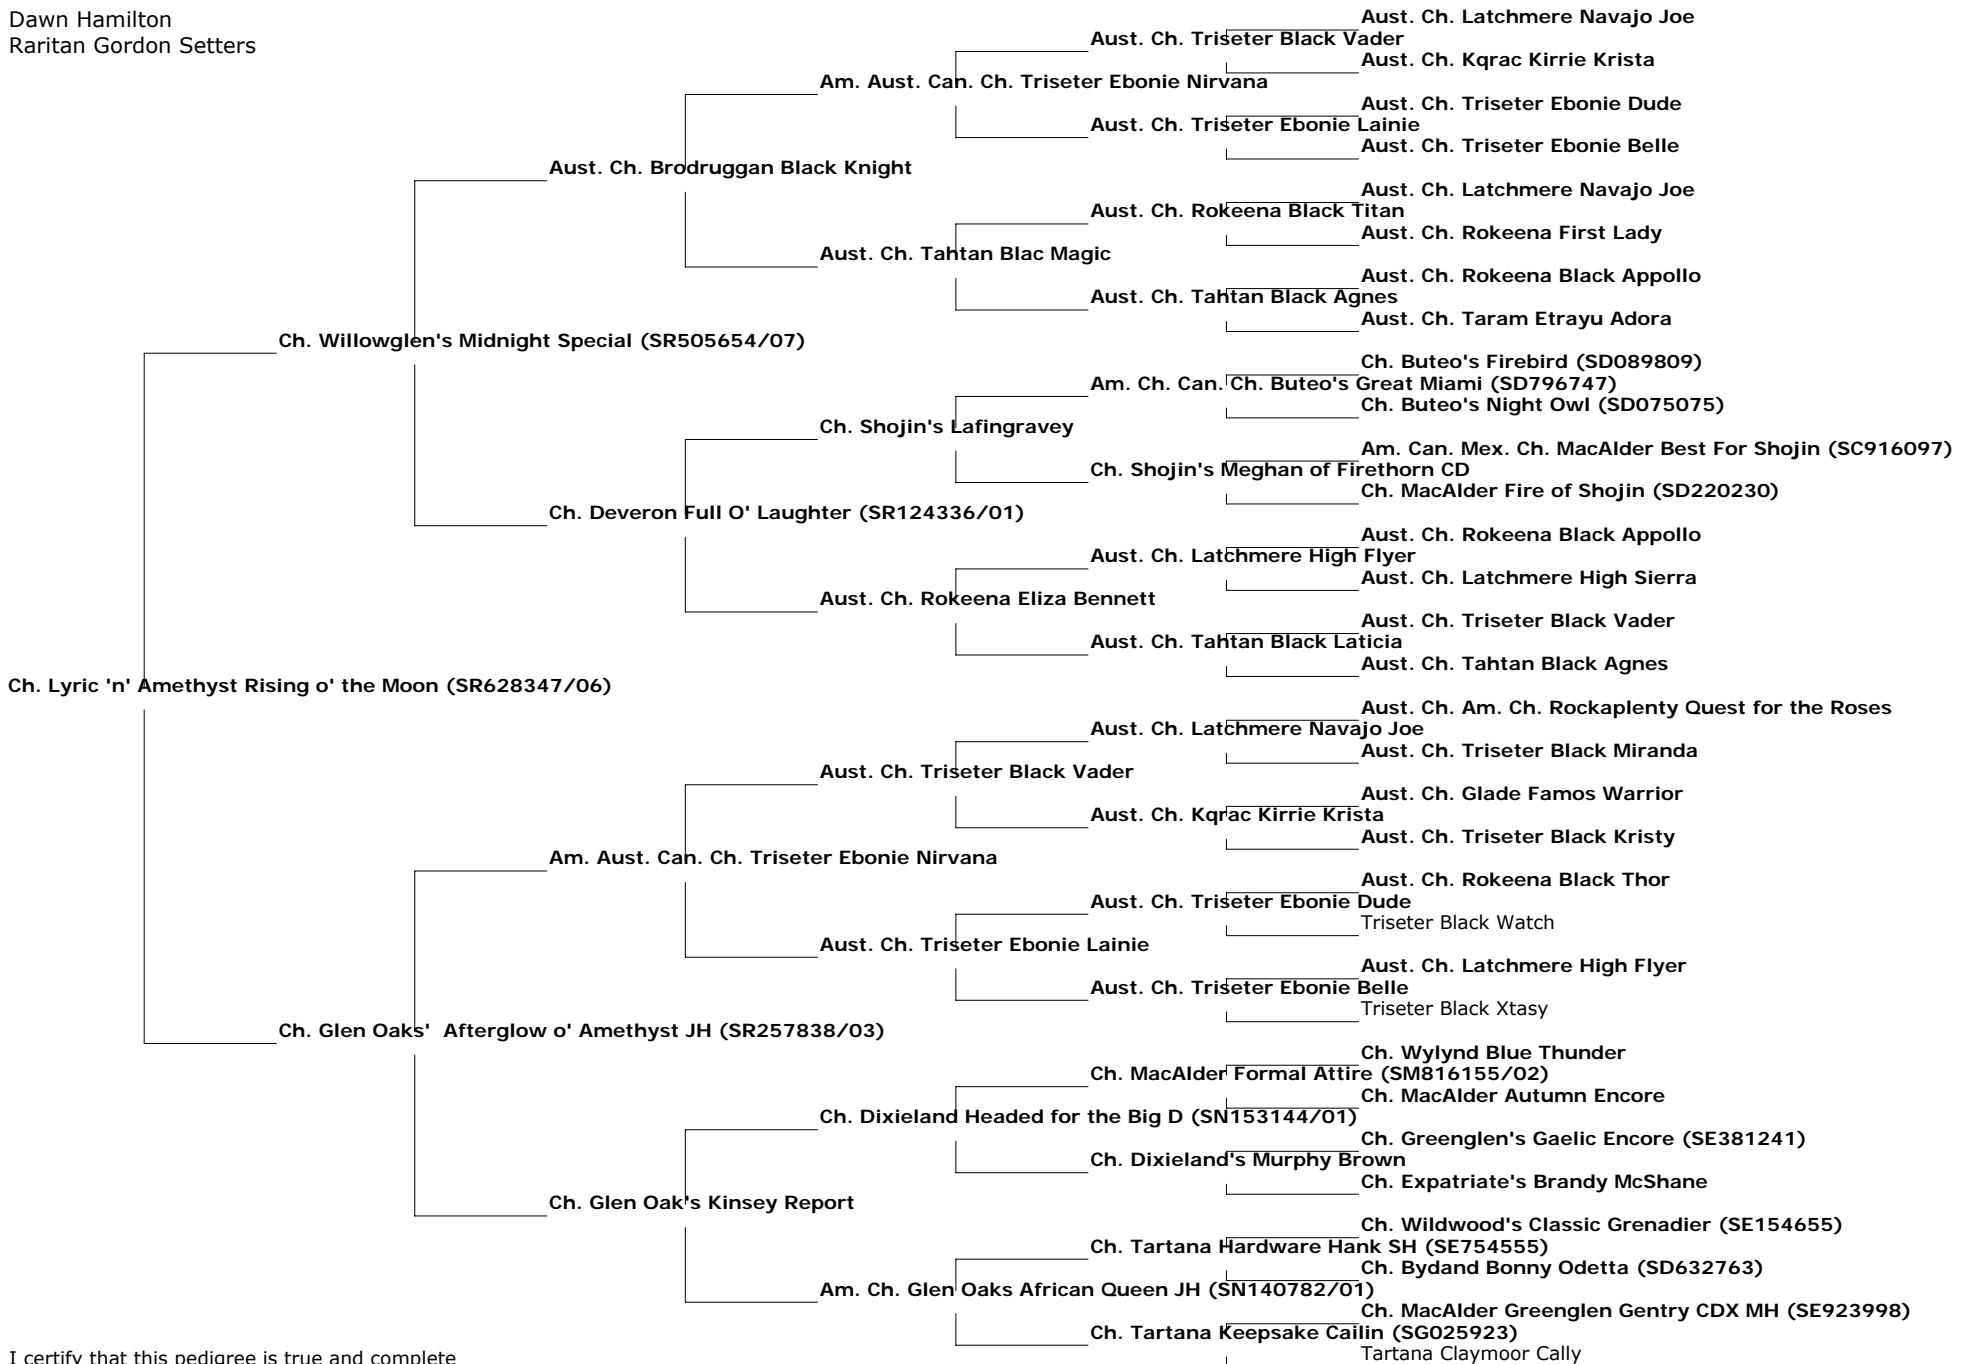 Dawn Hamilton
Raritan Gordon Setters
Aust. Ch. Latchmere Navajo Joe
Aust. Ch. Triseter Black Vader
Aust. Ch. Kqrac Kirrie Krista
Am. Aust. Can. Ch. Triseter Ebonie Nirvana
Aust. Ch. Triseter Ebonie Dude
Aust. Ch. Triseter Ebonie Lainie
Aust. Ch. Triseter Ebonie Belle
Aust. Ch. Brodruggan Black Knight
Aust. Ch. Latchmere Navajo Joe
Aust. Ch. Rokeena Black Titan
Aust. Ch. Rokeena First Lady
Aust. Ch. Tahtan Blac Magic
Aust. Ch. Rokeena Black Appollo
Aust. Ch. Tahtan Black Agnes
Aust. Ch. Taram Etrayu Adora
Ch. Willowglen's Midnight Special (SR505654/07)
Ch. Buteo's Firebird (SD089809)
Am. Ch. Can. Ch. Buteo's Great Miami (SD796747)
Ch. Buteo's Night Owl (SD075075)
Ch. Shojin's Lafingravey
Am. Can. Mex. Ch. MacAlder Best For Shojin (SC916097)
Ch. Shojin's Meghan of Firethorn CD
Ch. MacAlder Fire of Shojin (SD220230)
Ch. Deveron Full O' Laughter (SR124336/01)
Aust. Ch. Rokeena Black Appollo
Aust. Ch. Latchmere High Flyer
Aust. Ch. Latchmere High Sierra
Aust. Ch. Rokeena Eliza Bennett
Aust. Ch. Triseter Black Vader
Aust. Ch. Tahtan Black Laticia
Aust. Ch. Tahtan Black Agnes
Ch. Lyric 'n' Amethyst Rising o' the Moon (SR628347/06)
Aust. Ch. Am. Ch. Rockaplenty Quest for the Roses
Aust. Ch. Latchmere Navajo Joe
Aust. Ch. Triseter Black Miranda
Aust. Ch. Triseter Black Vader
Aust. Ch. Glade Famos Warrior
Aust. Ch. Kqrac Kirrie Krista
Aust. Ch. Triseter Black Kristy
Am. Aust. Can. Ch. Triseter Ebonie Nirvana
Aust. Ch. Rokeena Black Thor
Aust. Ch. Triseter Ebonie Dude
Triseter Black Watch
Aust. Ch. Triseter Ebonie Lainie
Aust. Ch. Latchmere High Flyer
Aust. Ch. Triseter Ebonie Belle
Triseter Black Xtasy
Ch. Glen Oaks'  Afterglow o' Amethyst JH (SR257838/03)
Ch. Wylynd Blue Thunder
Ch. MacAlder Formal Attire (SM816155/02)
Ch. MacAlder Autumn Encore
Ch. Dixieland Headed for the Big D (SN153144/01)
Ch. Greenglen's Gaelic Encore (SE381241)
Ch. Dixieland's Murphy Brown
Ch. Expatriate's Brandy McShane
Ch. Glen Oak's Kinsey Report
Ch. Wildwood's Classic Grenadier (SE154655)
Ch. Tartana Hardware Hank SH (SE754555)
Ch. Bydand Bonny Odetta (SD632763)
Am. Ch. Glen Oaks African Queen JH (SN140782/01)
Ch. MacAlder Greenglen Gentry CDX MH (SE923998)
Ch. Tartana Keepsake Cailin (SG025923)
Tartana Claymoor Cally
I certify that this pedigree is true and complete